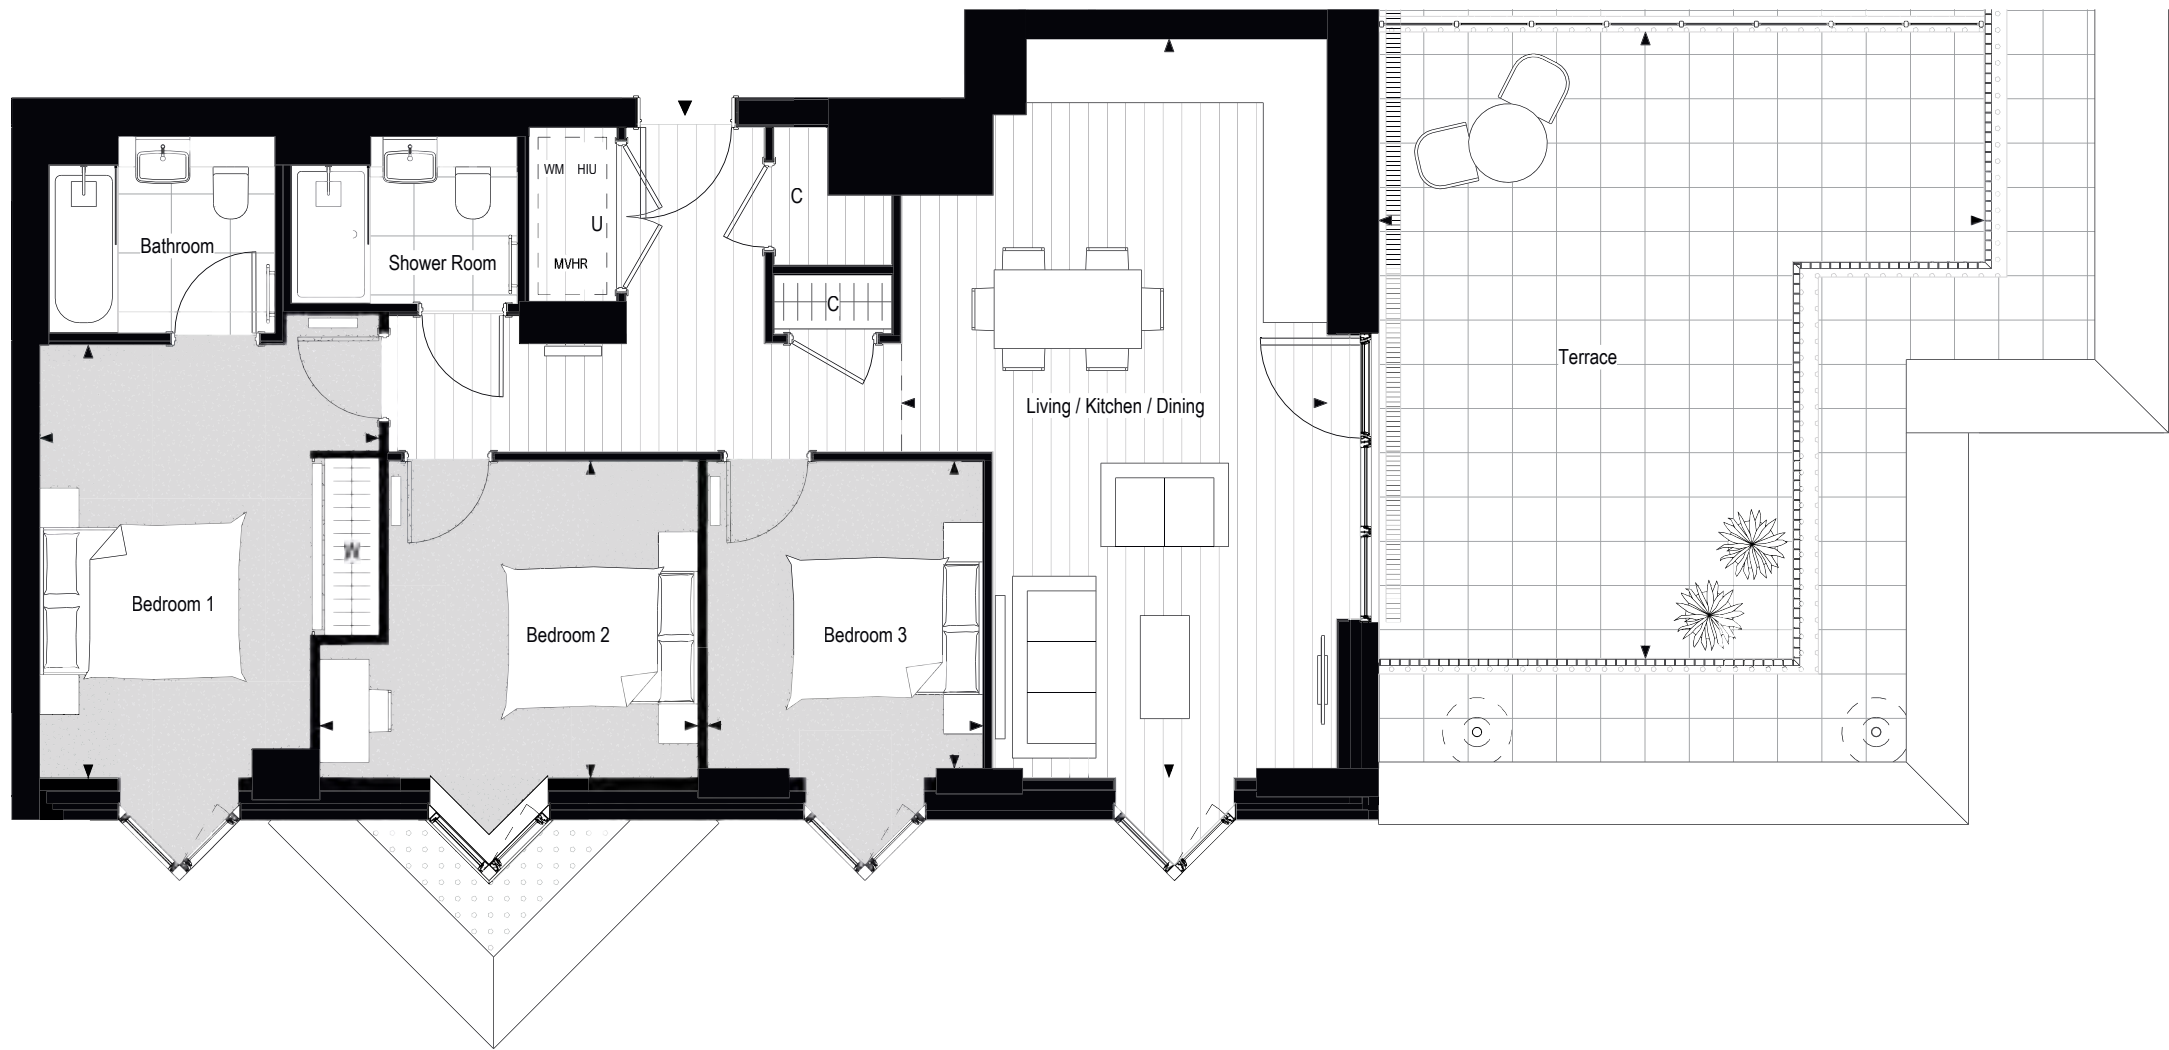 WM HIU
U
MVHR
C
C
Bathroom
Shower Room
Terrace
Living / Kitchen / Dining
W
Bedroom 1
Bedroom 2
Bedroom 3